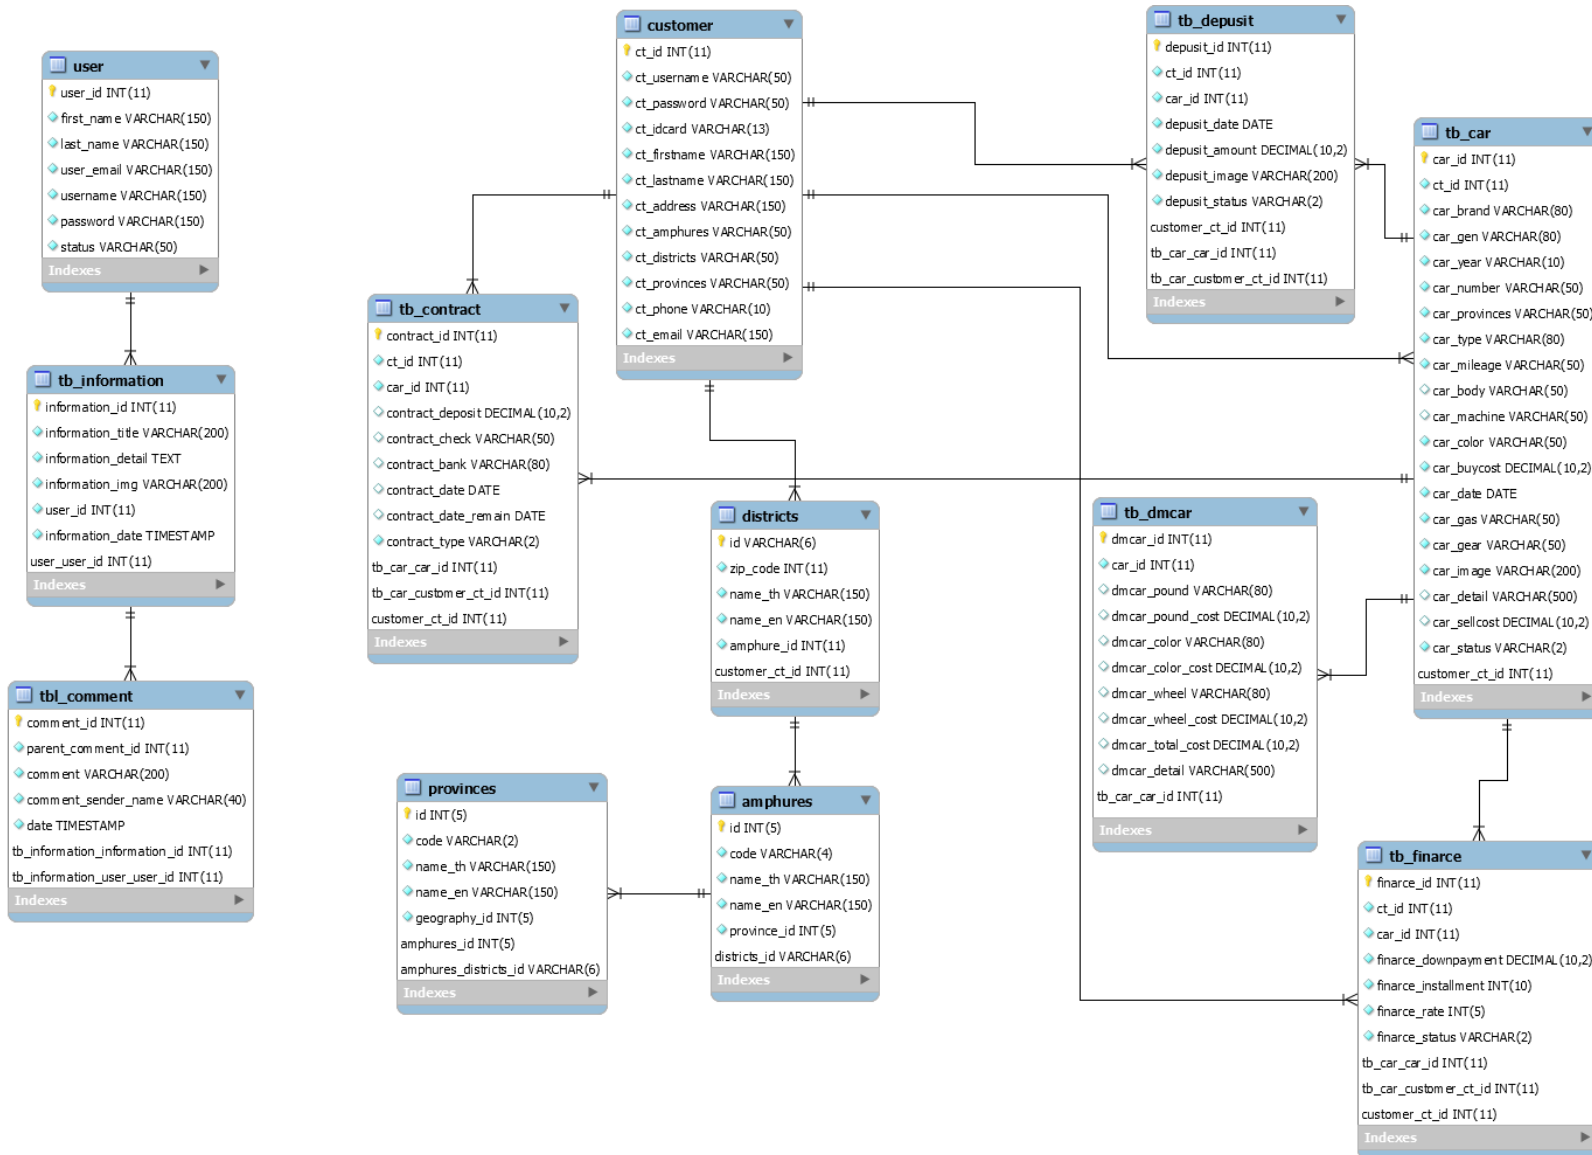 user
user_id INT(11)
first_name VARCHAR(150)
last_name VARCHAR(150)
user_email VARCHAR(150)
username VARCHAR(150)
password VARCHAR(150)
status VARCHAR(50)
Indexes
tb_information
information_id INT(11)
information_title VARCHAR(200)
information_detail TEXT
information_img VARCHAR(200)
user_id INT(11)
information_date TIMESTAMP
user_user_id INT(11)
Indexes
tbl_comment
comment_id INT(11)
parent_comment_id INT(11)
comment VARCHAR(200)
comment_sender_name VARCHAR(40)
date TIMESTAMP
tb_information_information_id INT(11)
tb_information_user_user_id INT(11)
Indexes
customer
ct_id INT(11)
ct_username VARCHAR(50)
ct_password VARCHAR(50)
ct_idcard VARCHAR(13)
ct_firstname VARCHAR(150)
ct_lastname VARCHAR(150)
ct_address VARCHAR(150)
ct_amphures VARCHAR(50)
ct_districts VARCHAR(50)
ct_provinces VARCHAR(50)
ct_phone VARCHAR(10)
ct_email VARCHAR(150)
Indexes
tb_contract
contract_id INT(11)
ct_id INT(11)
car_id INT(11)
contract_deposit DECIMAL(10,2)
contract_check VARCHAR(50)
contract_bank VARCHAR(80)
contract_date DATE
contract_date_remain DATE
contract_type VARCHAR(2)
tb_car_car_id INT(11)
tb_car_customer_ct_id INT(11)
customer_ct_id INT(11)
Indexes
districts
id VARCHAR(6)
zip_code INT(11)
name_th VARCHAR(150)
name_en VARCHAR(150)
amphure_id INT(11)
customer_ct_id INT(11)
Indexes
provinces
id INT(5)
code VARCHAR(2)
name_th VARCHAR(150)
name_en VARCHAR(150)
geography_id INT(5)
amphures_id INT(5)
amphures_districts_id VARCHAR(6)
Indexes
amphures
id INT(5)
code VARCHAR(4)
name_th VARCHAR(150)
name_en VARCHAR(150)
province_id INT(5)
districts_id VARCHAR(6)
Indexes
tb_depusit
depusit_id INT(11)
ct_id INT(11)
car_id INT(11)
depusit_date DATE
depusit_amount DECIMAL(10,2)
depusit_image VARCHAR(200)
depusit_status VARCHAR(2)
customer_ct_id INT(11)
tb_car_car_id INT(11)
tb_car_customer_ct_id INT(11)
Indexes
tb_car
car_id INT(11)
ct_id INT(11)
car_brand VARCHAR(80)
car_gen VARCHAR(80)
car_year VARCHAR(10)
car_number VARCHAR(50)
car_provinces VARCHAR(50)
car_type VARCHAR(80)
car_mileage VARCHAR(50)
car_body VARCHAR(50)
car_machine VARCHAR(50)
car_color VARCHAR(50)
car_buycost DECIMAL(10,2)
car_date DATE
car_gas VARCHAR(50)
car_gear VARCHAR(50)
car_image VARCHAR(200)
car_detail VARCHAR(500)
car_sellcost DECIMAL(10,2)
car_status VARCHAR(2)
customer_ct_id INT(11)
Indexes
tb_dmcar
dmcar_id INT(11)
car_id INT(11)
dmcar_pound VARCHAR(80)
dmcar_pound_cost DECIMAL(10,2)
dmcar_color VARCHAR(80)
dmcar_color_cost DECIMAL(10,2)
dmcar_wheel VARCHAR(80)
dmcar_wheel_cost DECIMAL(10,2)
dmcar_total_cost DECIMAL(10,2)
dmcar_detail VARCHAR(500)
tb_car_car_id INT(11)
Indexes
tb_finarce
finarce_id INT(11)
ct_id INT(11)
car_id INT(11)
finarce_downpayment DECIMAL(10,2)
finarce_installment INT(10)
finarce_rate INT(5)
finarce_status VARCHAR(2)
tb_car_car_id INT(11)
tb_car_customer_ct_id INT(11)
customer_ct_id INT(11)
Indexes